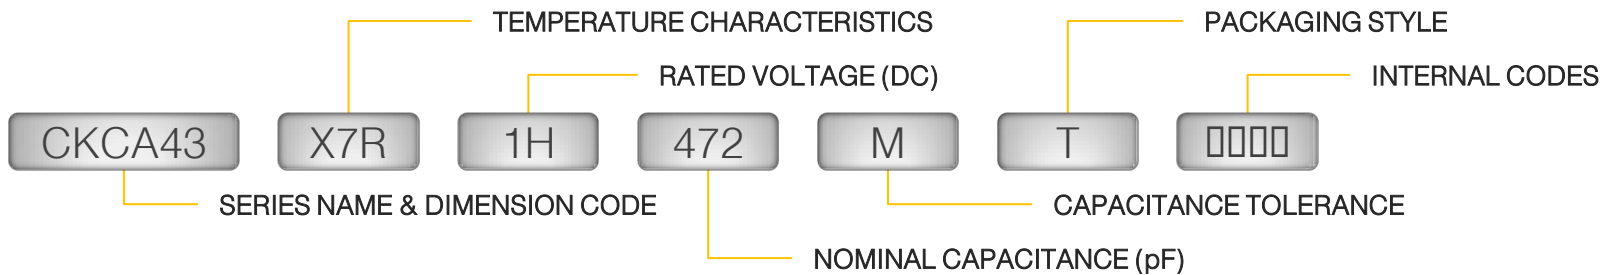 TEMPERATURE CHARACTERISTICS
PACKAGING STYLE
RATED VOLTAGE (DC)
INTERNAL CODES
CKCA43 X7R 1H 472 M T □□□□
SERIES NAME & DIMENSION CODE
CAPACITANCE TOLERANCE
NOMINAL CAPACITANCE (pF)